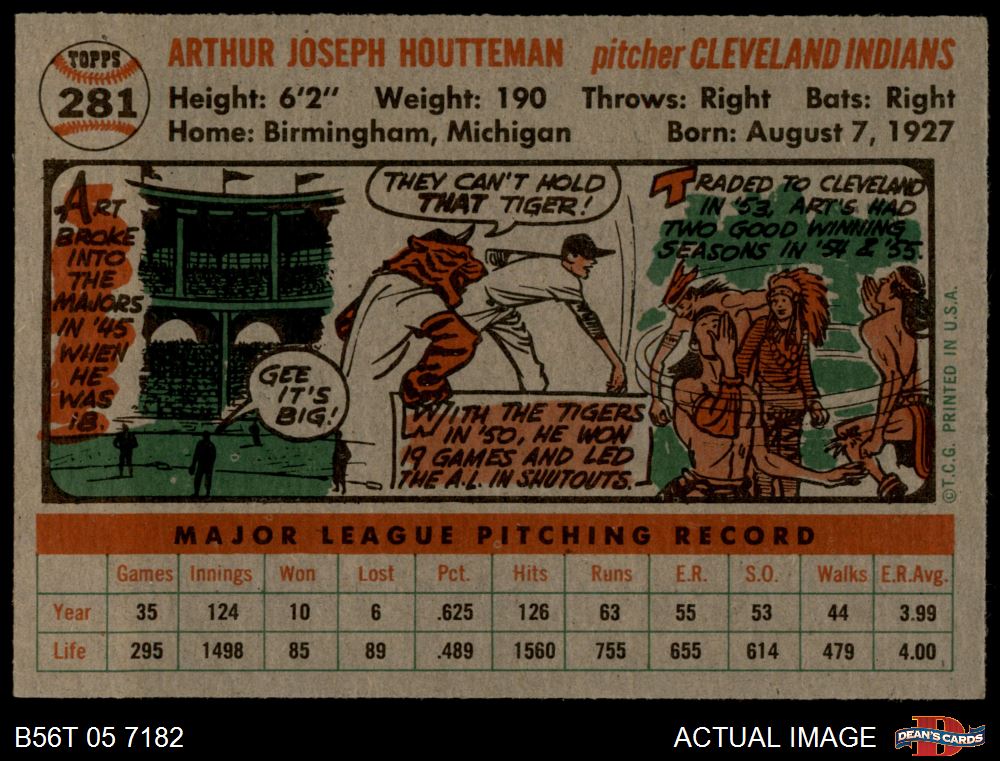 TOPPS
281
ARTHUR JOSEPH HOUTTEMAN pitcher CLEVELAND INDIANS
Height: 6'2" Weight: 190 Throws: Right Bats: Right
Home: Birmingham, Michigan Born: August 7, 1927
ART
BROKE
INTO
THE
MAJORS
IN '45
WHEN
HE
WAS
18.
GEE
IT'S
BIG!
THEY CAN'T HOLD
THAT TIGER!
WITH THE TIGERS
IN '50, HE WON
19 GAMES AND LED
THE A.L. IN SHUTOUTS.
TRADED TO CLEVELAND
IN '53, ART'S HAD
TWO GOOD WINNING
SEASONS IN '54 & '55.
©T.C.G. PRINTED IN U.S.A.
MAJOR LEAGUE PITCHING RECORD
Games Innings Won Lost Pct. Hits Runs E.R. S.O. Walks E.R.Avg.
Year 35 124 10 6 .625 126 63 55 53 44 3.99
Life 295 1498 85 89 .489 1560 755 655 614 479 4.00
B56T 05 7182 ACTUAL IMAGE DEAN'S CARDS